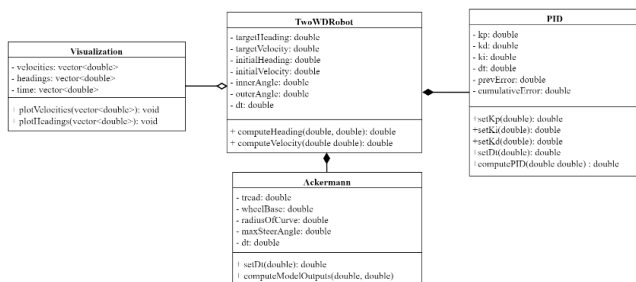 Visualization
- velocities: vector<double>
- headings: vector<double>
- time: vector<double>
+ plotVelocities(vector<double>): void
+ plotHeadings(vector<double>): void
TwoWDRobot
- targetHeading: double
- targetVelocity: double
- initialHeading: double
- initialVelocity: double
- innerAngle: double
- outerAngle: double
- dt: double
+ computeHeading(double, double): double
+ computeVelocity(double double): double
PID
- kp: double
- kd: double
- ki: double
- dt: double
- prevError: double
- cumulativeError: double
+setKp(double): double
+setKi(double): double
+setKd(double): double
+setDt(double): double
+computePID(double double) : double
Ackermann
- tread: double
- wheelBase: double
- radiusOfCurve: double
- maxSteerAngle: double
- dt: double
+ setDt(double): double
+ computeModelOutputs(double, double)